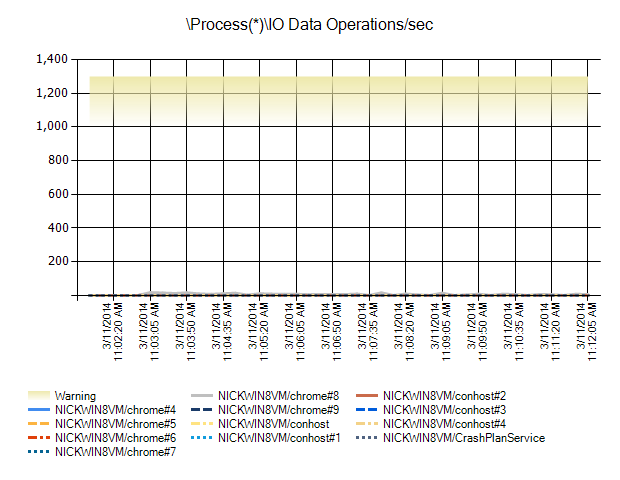 \Process(*)\IO Data Operations/sec
1,400
1,200
1,000
800
600
400
200
3/11/2014
11:02:20 AM
3/11/2014
11:03:05 AM
3/11/2014
11:03:50 AM
3/11/2014
11:04:35 AM
3/11/2014
11:05:20 AM
3/11/2014
11:06:05 AM
3/11/2014
11:06:50 AM
3/11/2014
11:07:35 AM
3/11/2014
11:08:20 AM
3/11/2014
11:09:05 AM
3/11/2014
11:09:50 AM
3/11/2014
11:10:35 AM
3/11/2014
11:11:20 AM
3/11/2014
11:12:05 AM
Warning
NICKWIN8VM/chrome#8
NICKWIN8VM/conhost#2
NICKWIN8VM/chrome#4
NICKWIN8VM/chrome#9
NICKWIN8VM/conhost#3
NICKWIN8VM/chrome#5
NICKWIN8VM/conhost
NICKWIN8VM/conhost#4
NICKWIN8VM/chrome#6
NICKWIN8VM/conhost#1
NICKWIN8VM/CrashPlanService
NICKWIN8VM/chrome#7